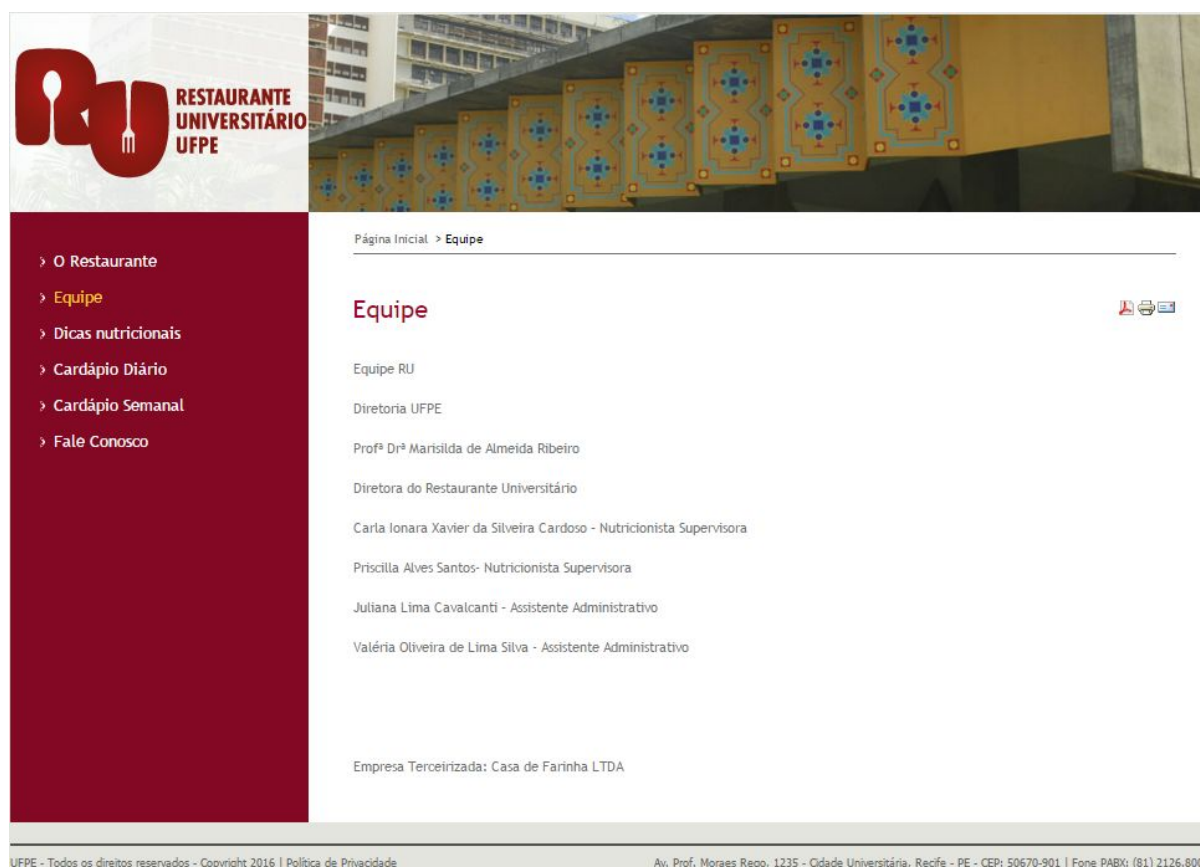 RU
RESTAURANTE
UNIVERSITÁRIO
UFPE
> O Restaurante
> Equipe
> Dicas nutricionais
> Cardápio Diário
> Cardápio Semanal
> Fale Conosco
Página Inicial > Equipe
Equipe
Equipe RU
Diretoria UFPE
Profª Drª Marisilda de Almeida Ribeiro
Diretora do Restaurante Universitário
Carla Ionara Xavier da Silveira Cardoso - Nutricionista Supervisora
Priscilla Alves Santos- Nutricionista Supervisora
Juliana Lima Cavalcanti - Assistente Administrativo
Valéria Oliveira de Lima Silva - Assistente Administrativo
Empresa Terceirizada: Casa de Farinha LTDA
UFPE - Todos os direitos reservados - Copyright 2016 | Política de Privacidade
Av. Prof. Moraes Rego, 1235 - Cidade Universitária, Recife - PE - CEP: 50670-901 | Fone PABX: (81)